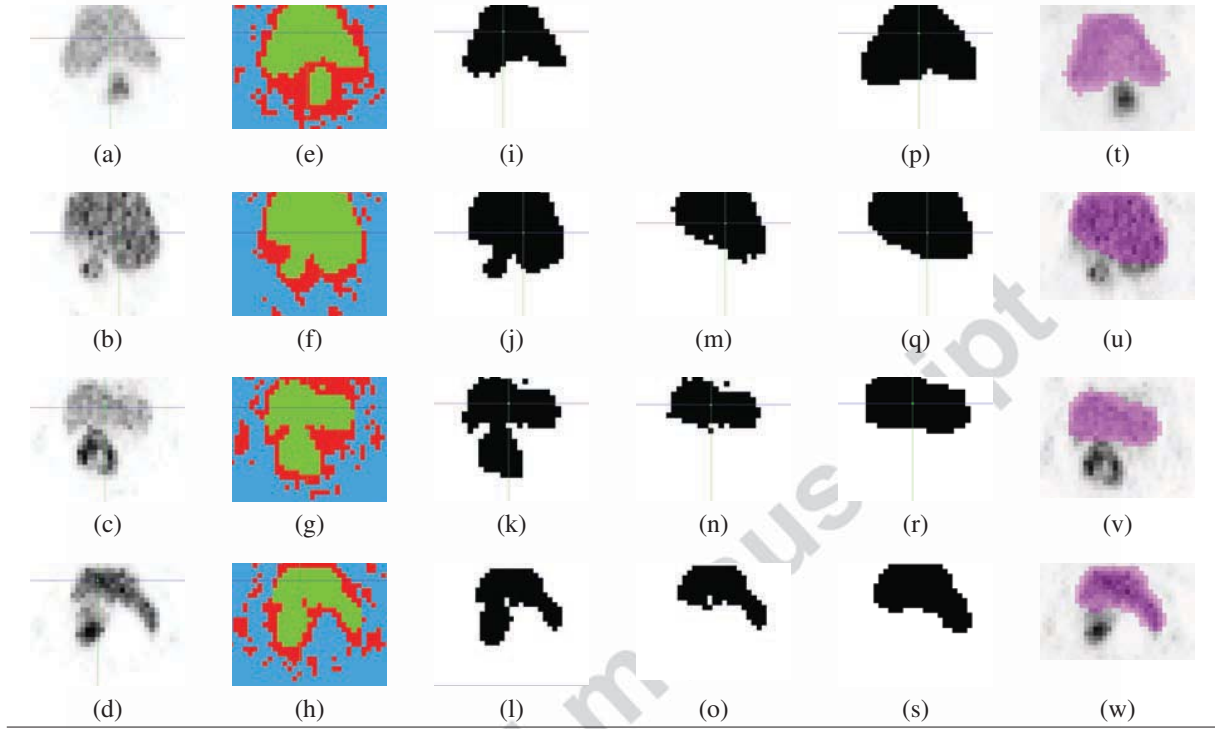 (a) (e) (i) (p) (t)
(b) (f) (j) (m) (q) (u)
(c) (g) (k) (n) (r) (v)
(d) (h) (l) (o) (s) (w)